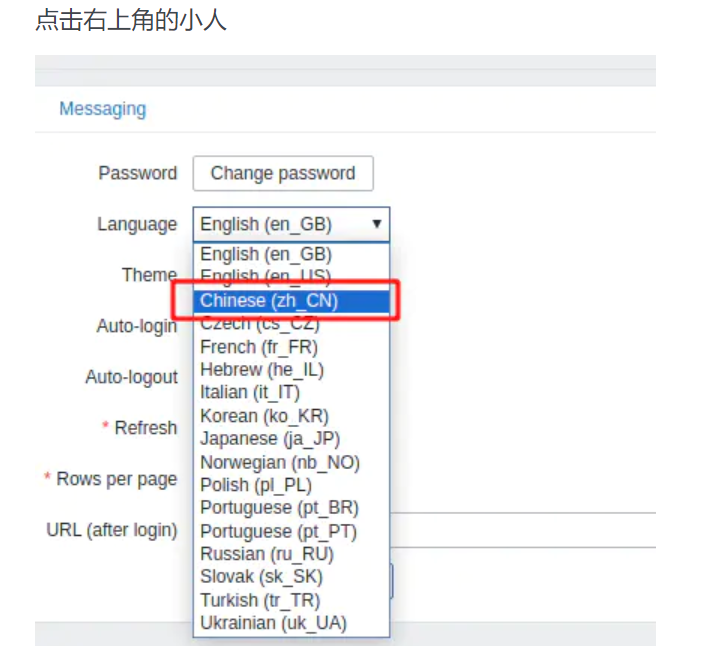 点击右上角的小人
Messaging
Password Change password
Language English (en_GB) ▼
English (en_GB)
Theme English (en_US)
Chinese (zh_CN)
Auto-login Czech (cs_CZ)
French (fr_FR)
Hebrew (he_IL)
Auto-logout Italian (it_IT)
Korean (ko_KR)
* Refresh Japanese (ja_JP)
Norwegian (nb_NO)
* Rows per page Polish (pl_PL)
Portuguese (pt_BR)
URL (after login) Portuguese (pt_PT)
Russian (ru_RU)
Slovak (sk_SK)
Turkish (tr_TR)
Ukrainian (uk_UA)